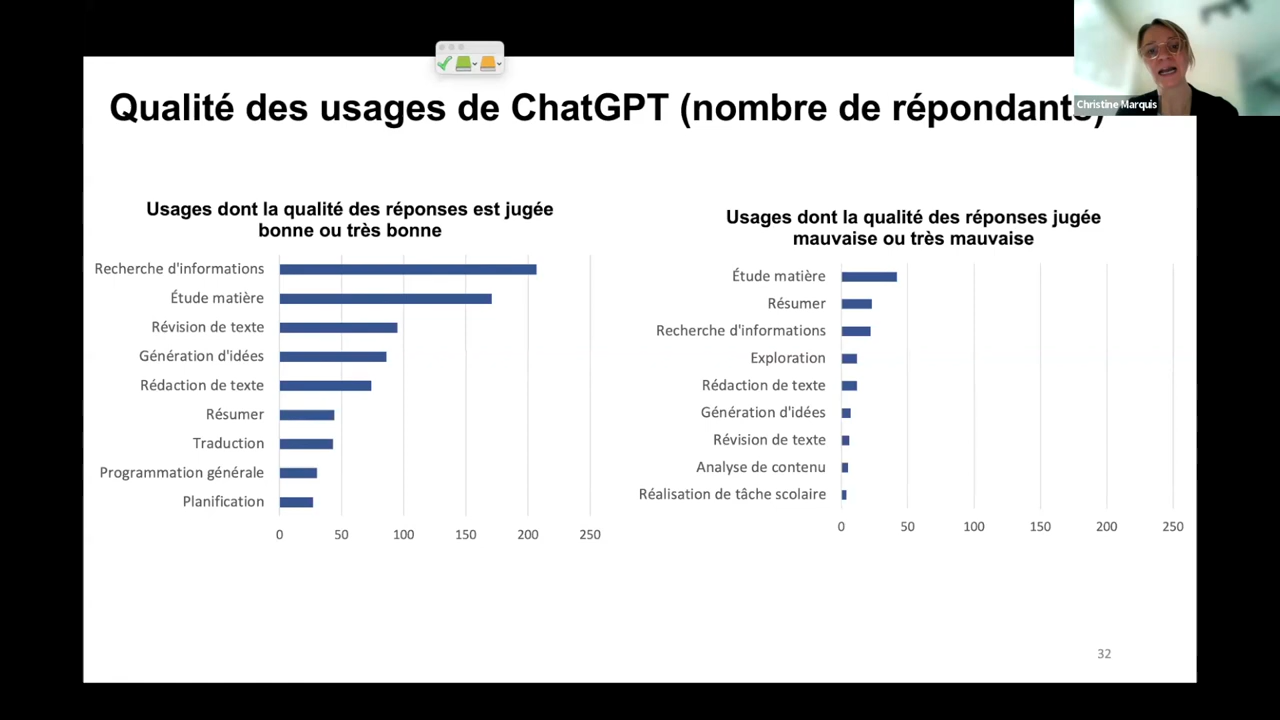 Qualité des usages de ChatGPT (nombre de répondants)
Christine Marquis
Usages dont la qualité des réponses est jugée
bonne ou très bonne
Recherche d'informations
Étude matière
Révision de texte
Génération d'idées
Rédaction de texte
Résumer
Traduction
Programmation générale
Planification
0 50 100 150 200 250
Usages dont la qualité des réponses jugée
mauvaise ou très mauvaise
Étude matière
Résumer
Recherche d'informations
Exploration
Rédaction de texte
Génération d'idées
Révision de texte
Analyse de contenu
Réalisation de tâche scolaire
0 50 100 150 200 250
32